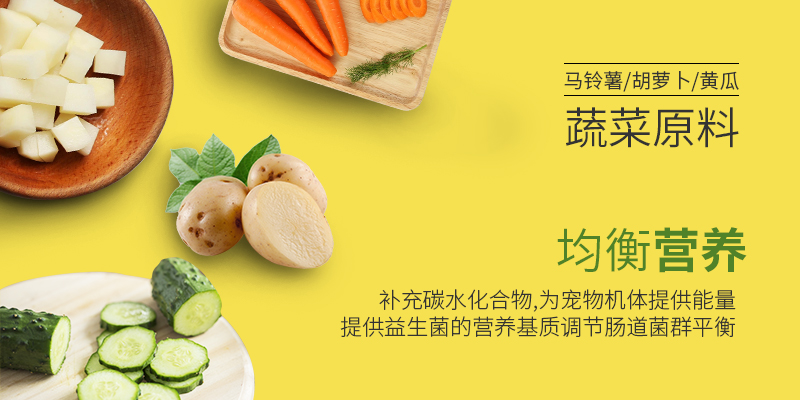 马铃薯/胡萝卜/黄瓜
蔬菜原料
均衡营养
补充碳水化合物,为宠物机体提供能量
提供益生菌的营养基质调节肠道菌群平衡